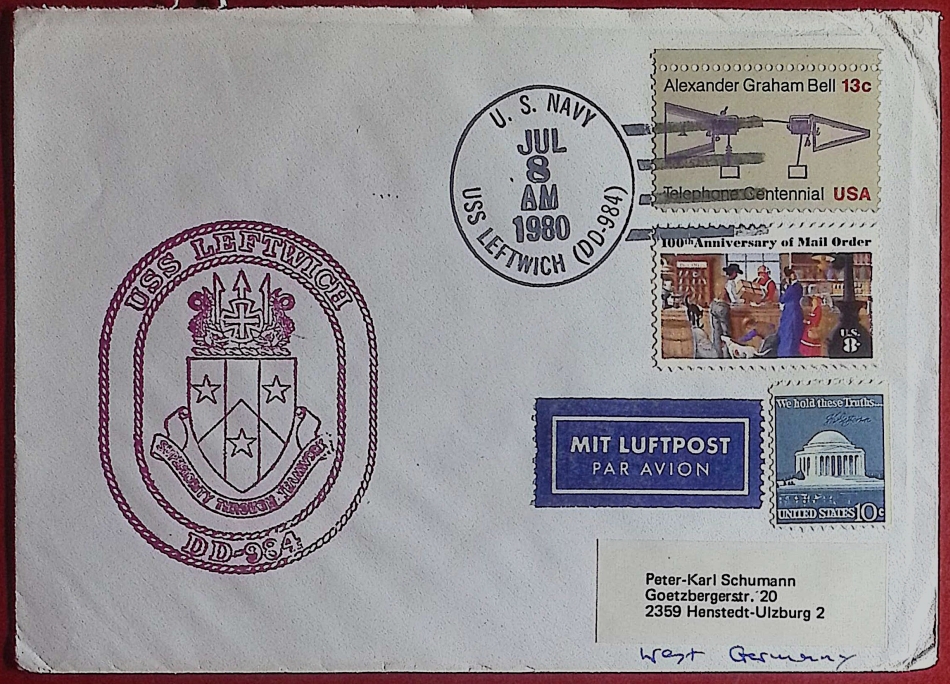 U. S. NAVY
JUL
8
AM
1980
USS LEFTWICH (DD-984)
Alexander Graham Bell 13c
Telephone Centennial USA
100th Anniversary of Mail Order
U.S.
8c
USS LEFTWICH
THROUGH
DD-984
MIT LUFTPOST
PAR AVION
We hold these Truths...
UNITED STATES 10c
Peter-Karl Schumann
Goetzbergerstr. 20
2359 Henstedt-Ulzburg 2
West Germany